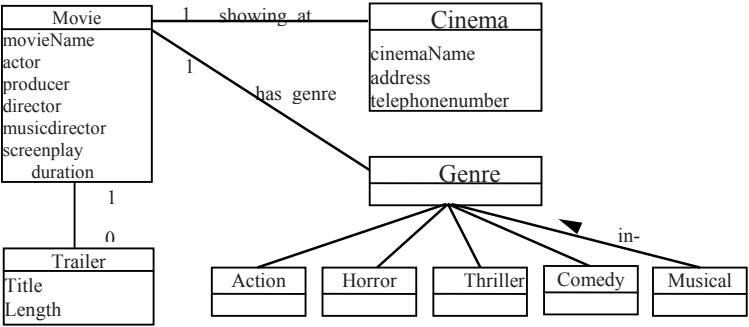 Movie
movieName
actor
producer
director
musicdirector
screenplay
duration
1 showing at
Cinema
cinemaName
address
telephonenumber
1
has genre
Genre
1
0
Trailer
Title
Length
in-
Action
Horror
Thriller
Comedy
Musical